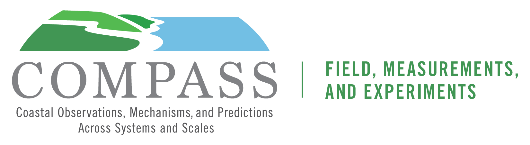 COMPASS
Coastal Observations, Mechanisms, and Predictions
Across Systems and Scales
FIELD, MEASUREMENTS,
AND EXPERIMENTS